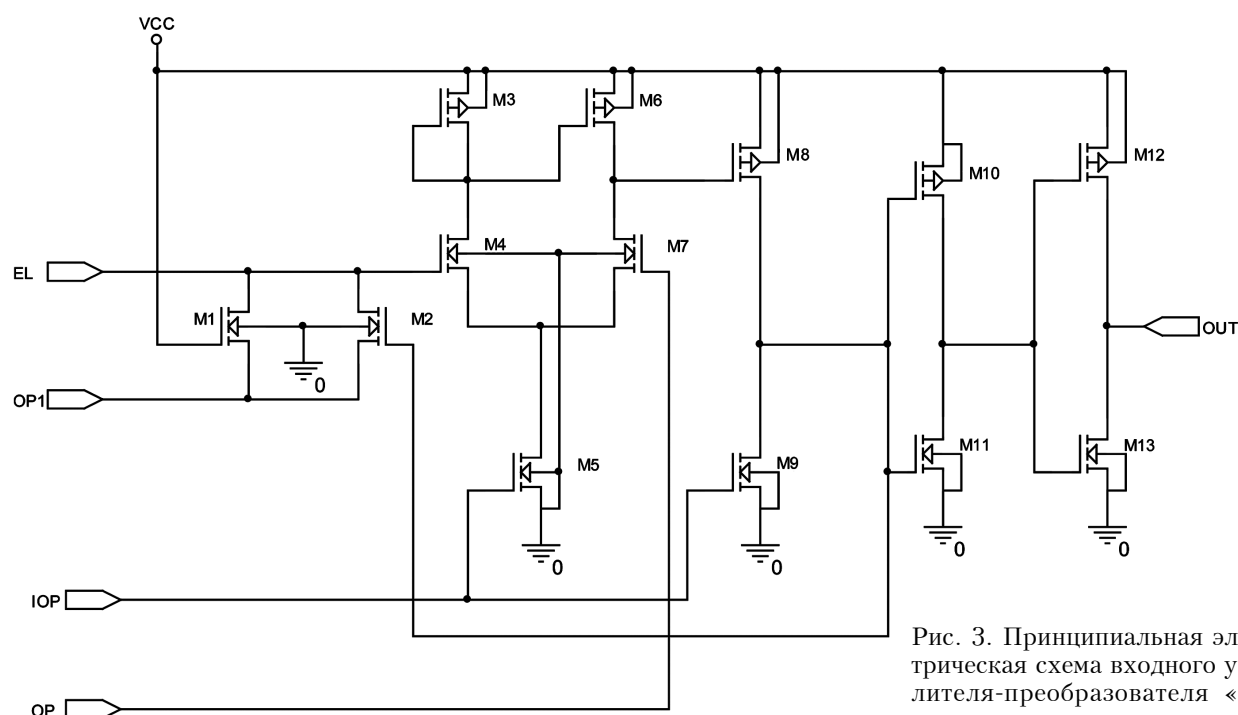 VCC
M3
M6
M8
M10
M12
M4
M7
EL
M1
M2
OUT
0
OP1
M5
M9
M11
M13
0
0
0
0
IOP
OP
Рис. 3. Принципиальная эл
трическая схема входного у
лителя-преобразователя «